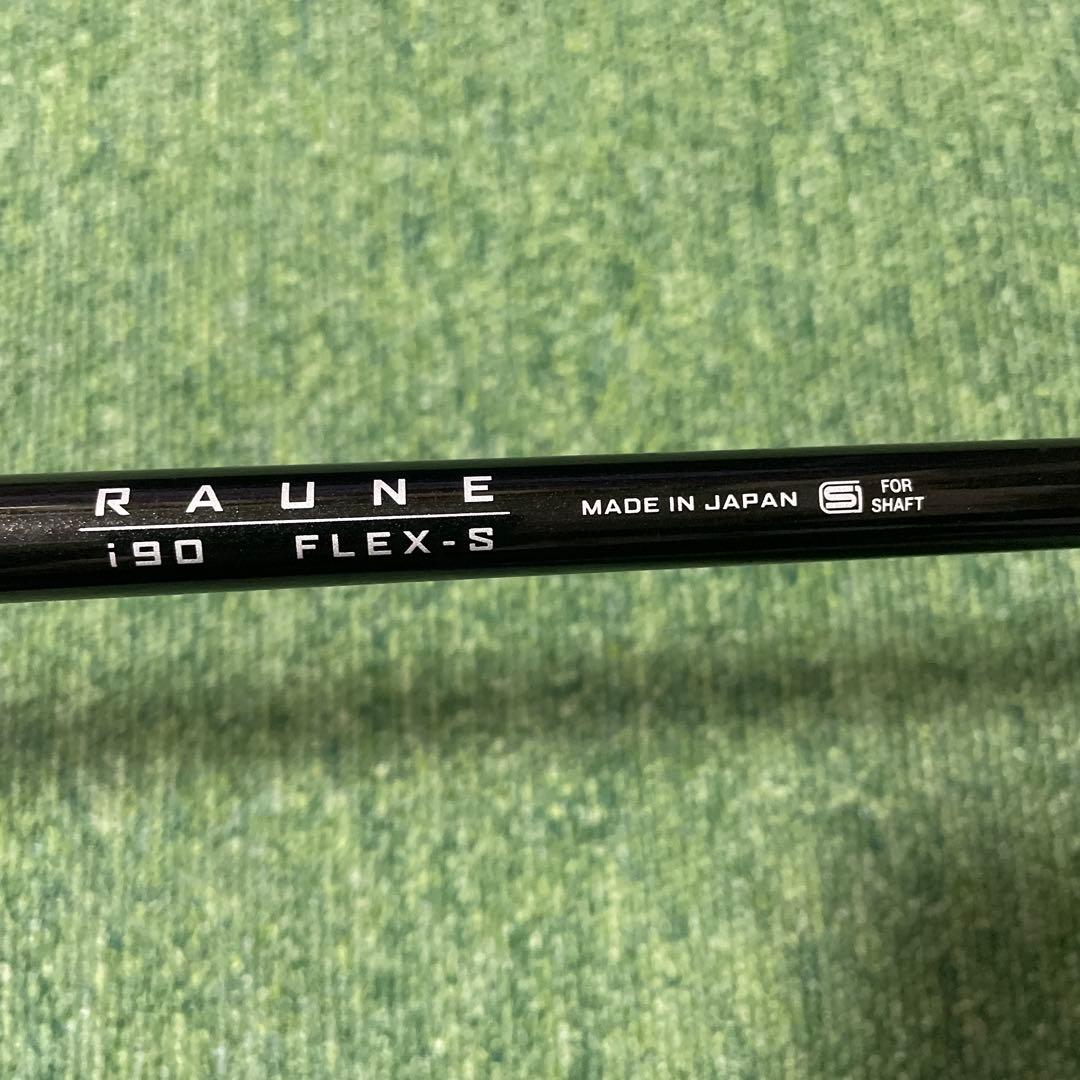 RAUNE
i90 FLEX-S
MADE IN JAPAN
S FOR
SHAFT